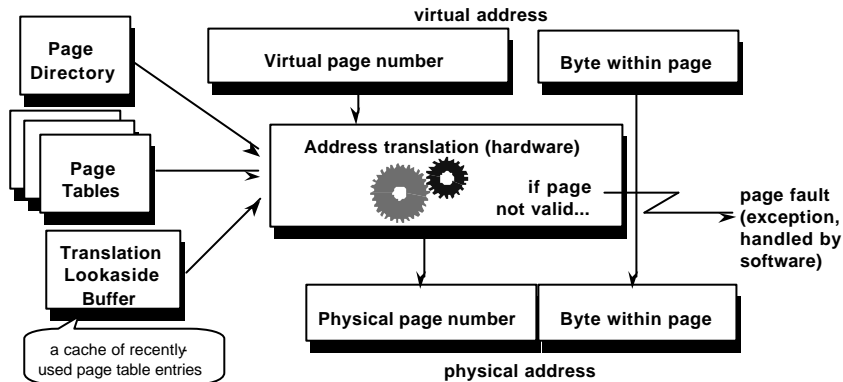 virtual address
Page
Directory
Virtual page number
Byte within page
Address translation (hardware)
Page
Tables
if page
not valid...
page fault
(exception,
handled by
software)
Translation
Lookaside
Buffer
Physical page number
Byte within page
a cache of recently-
used page table entries
physical address